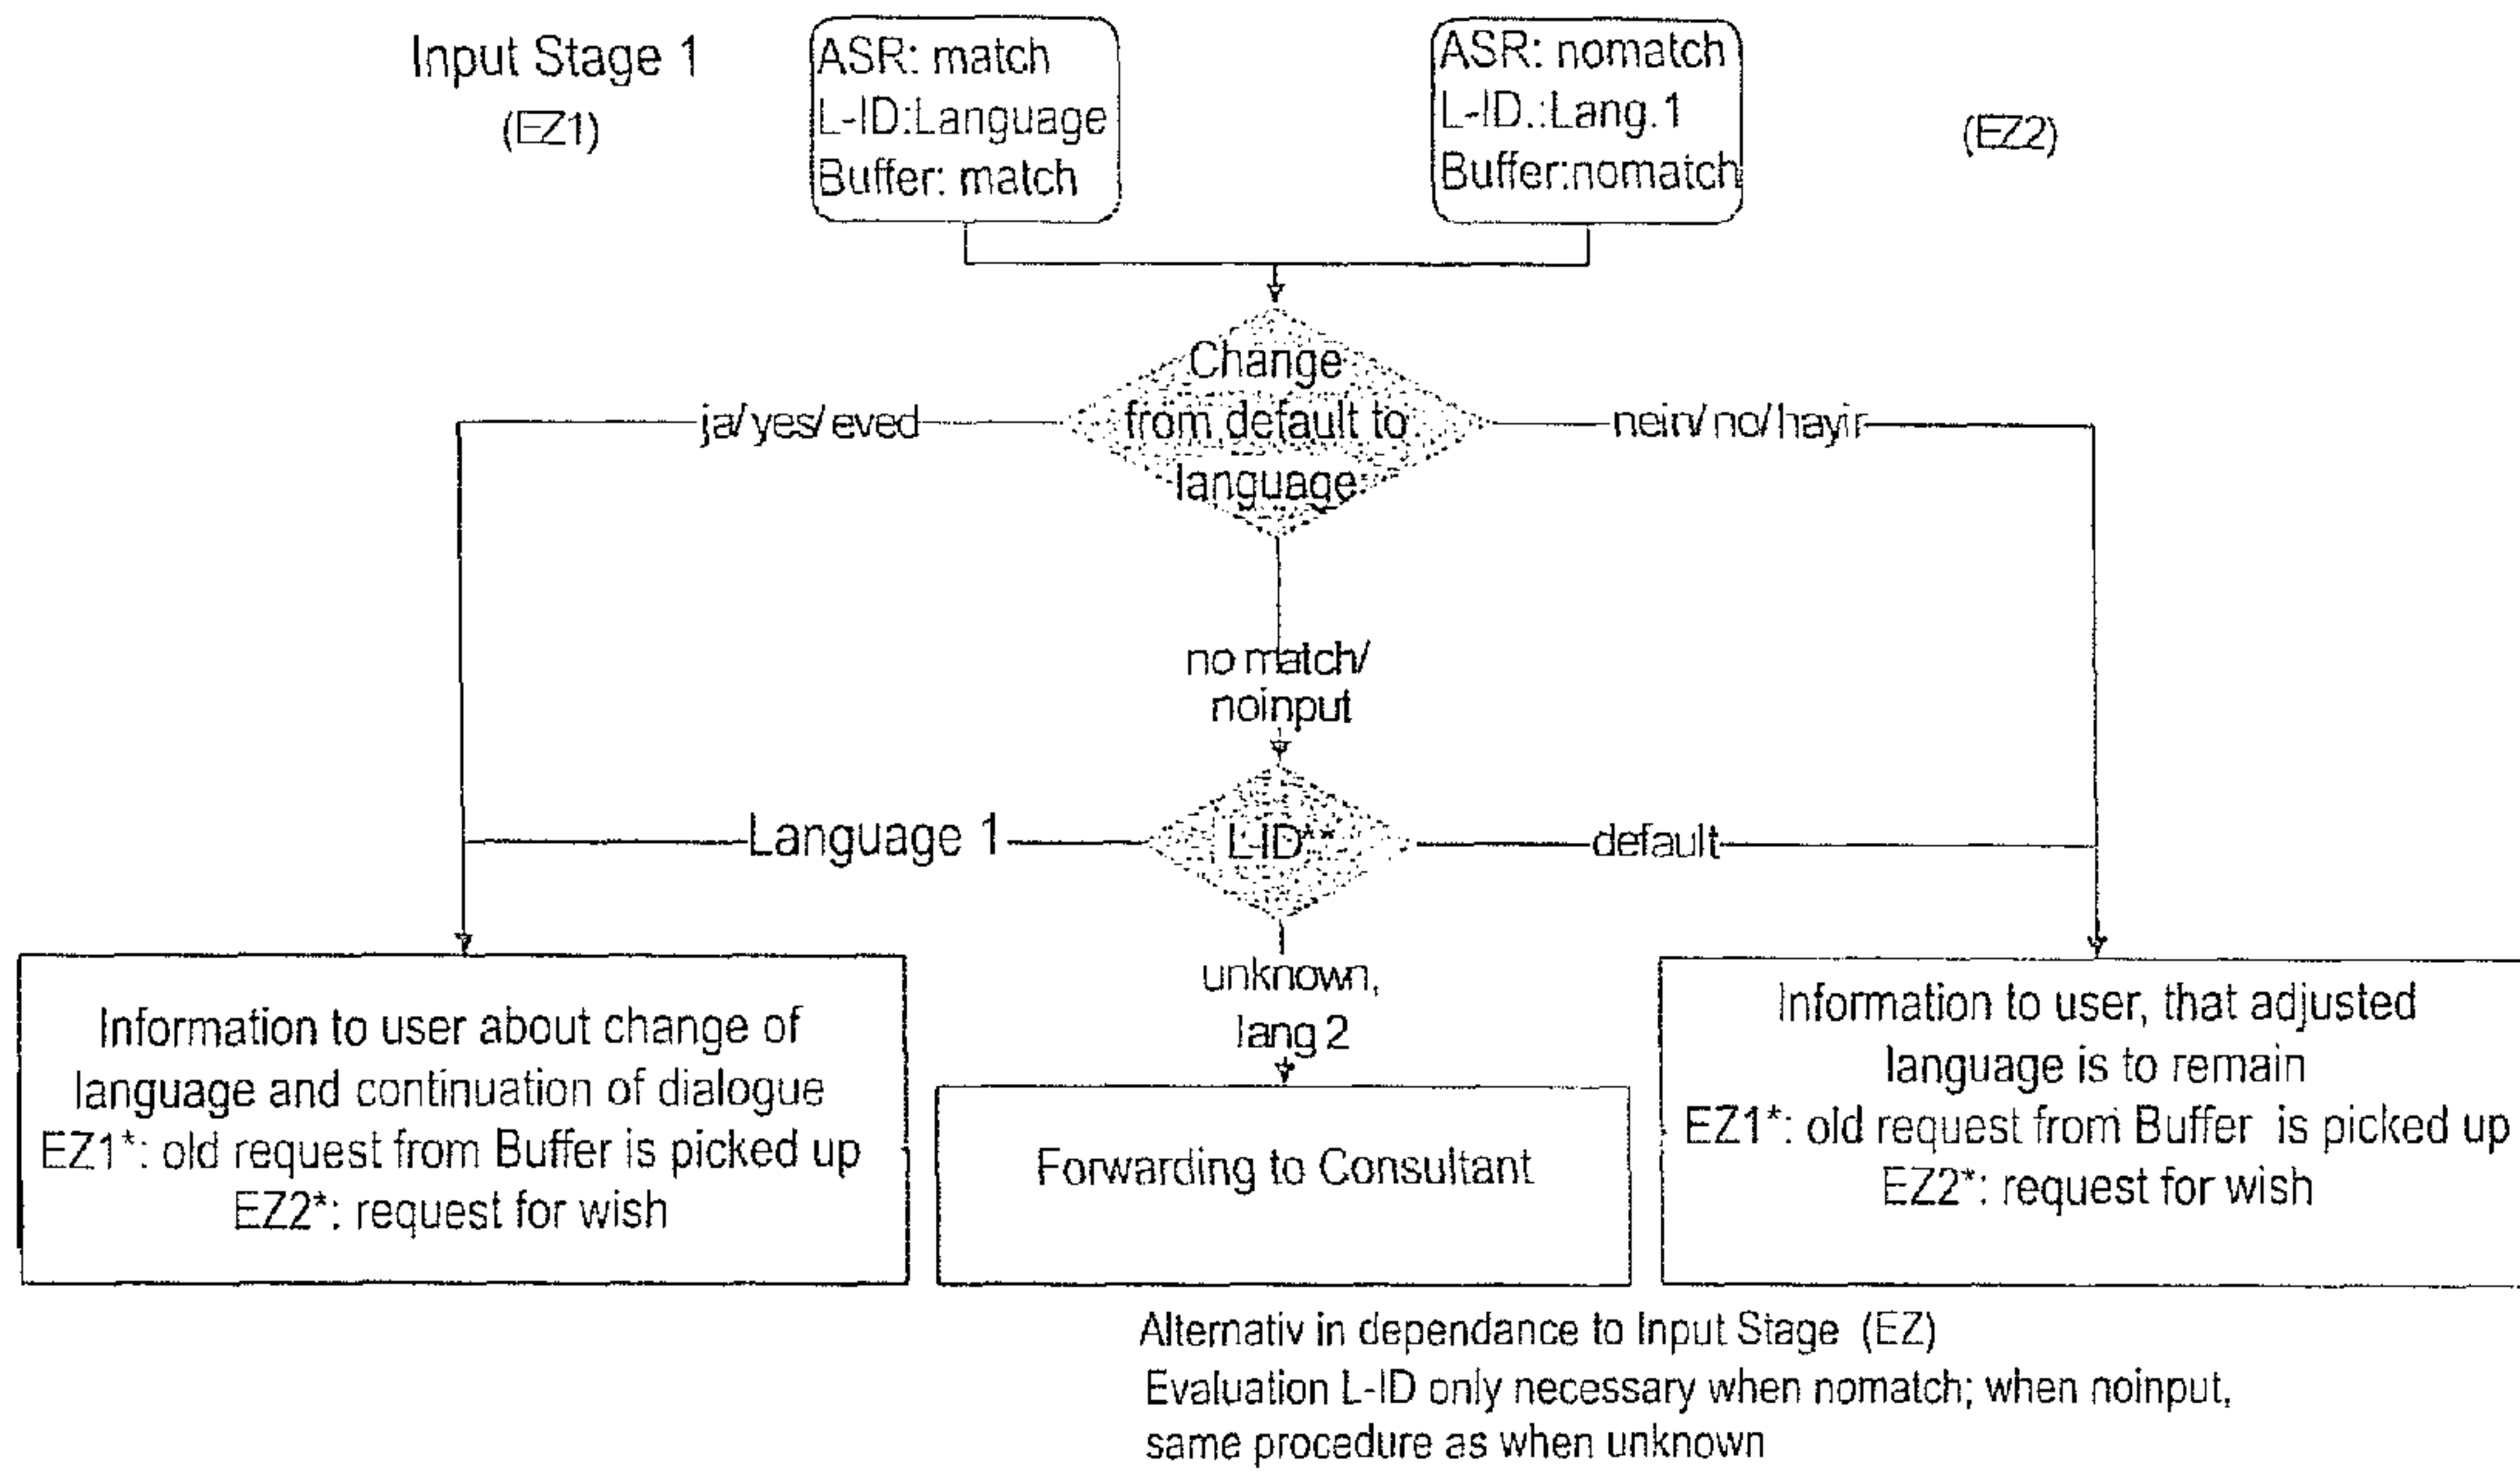 Input Stage 1
(EZ1)
ASR: match
L-ID:Language
Buffer: match
ASR: nomatch
L-ID.:Lang.1
Buffer:nomatch
(EZ2)
Change
from default to
language
ja/yes/eved
nein/no/hayir
no match/
noinput
Language 1
L-ID**
default
unknown,
lang 2
Information to user about change of
language and continuation of dialogue
EZ1*: old request from Buffer is picked up
EZ2*: request for wish
Forwarding to Consultant
Information to user, that adjusted
language is to remain
EZ1*: old request from Buffer is picked up
EZ2*: request for wish
Alternativ in dependance to Input Stage (EZ)
Evaluation L-ID only necessary when nomatch; when noinput,
same procedure as when unknown